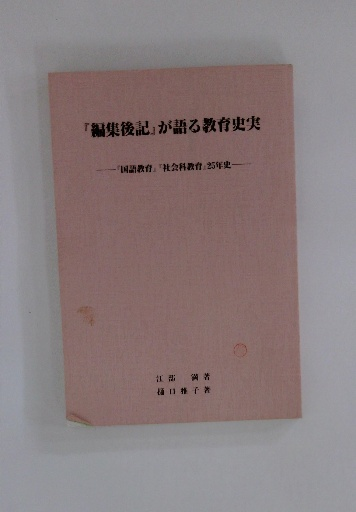 『編集後記』が語る教育史実
――『国語教育』『社会科教育』25年史――
江部 満著
樋口雅子著